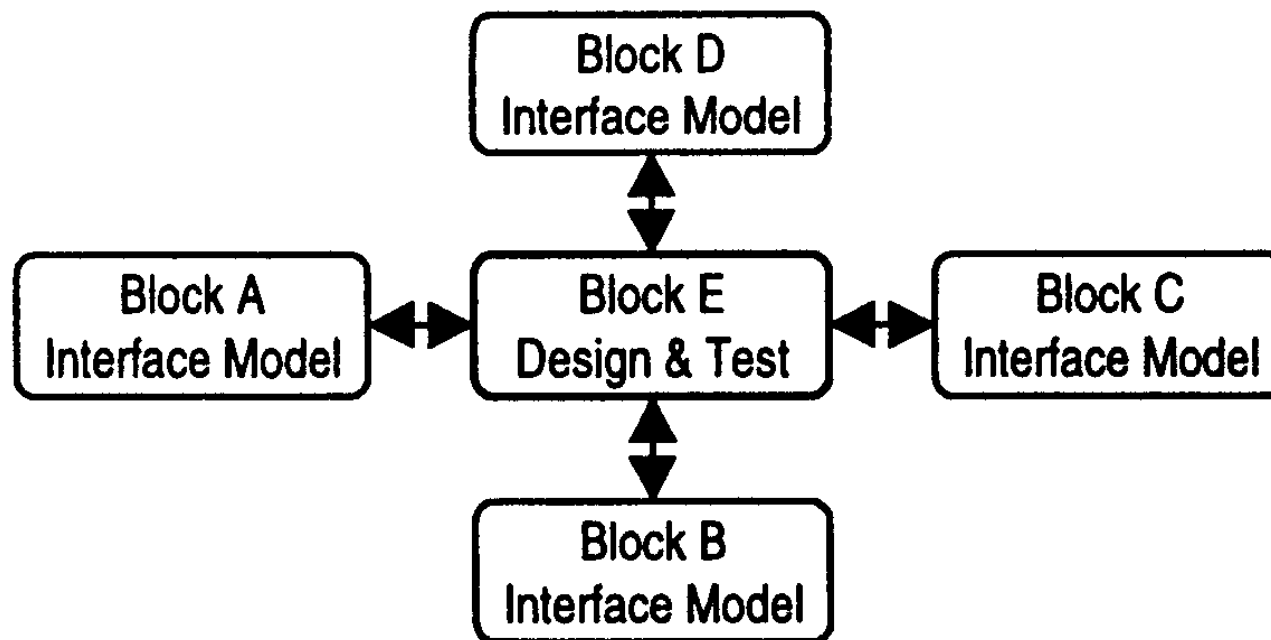 Block D
Interface Model
Block A
Interface Model
Block E
Design & Test
Block C
Interface Model
Block B
Interface Model